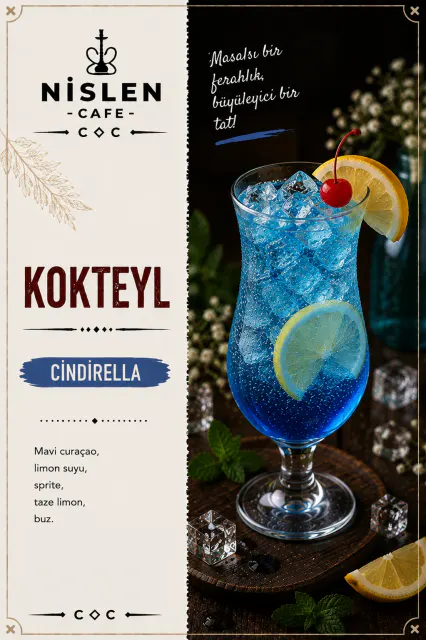 NİSLEN
-CAFE-
C◇C
Masalsı bir
ferahlık,
büyüleyici bir
tat!
KOKTEYL
CİNDİRELLA
Mavi curaçao,
limon suyu,
sprite,
taze limon,
buz.
C◇C